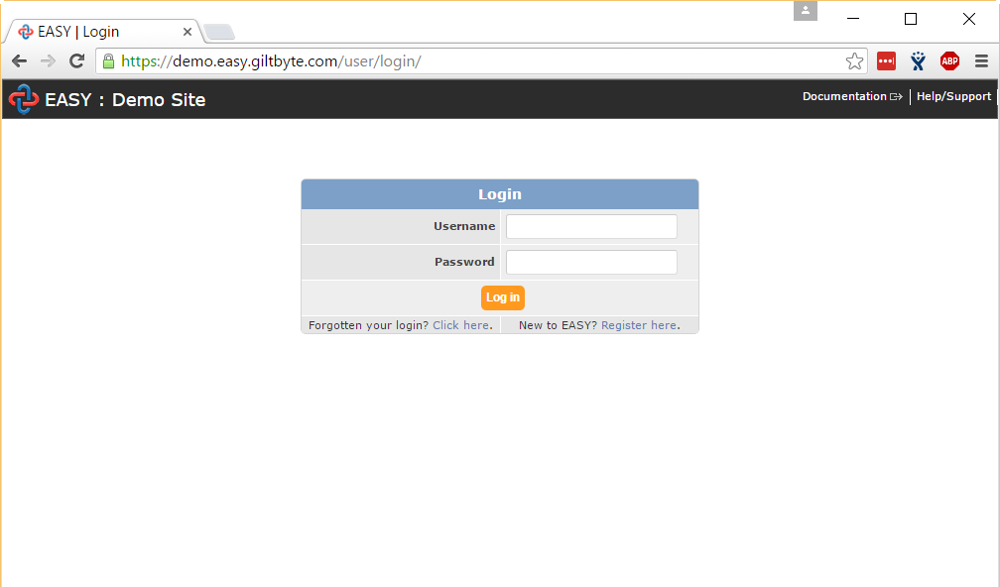 EASY | Login
https://demo.easy.giltbyte.com/user/login/
ABP
EASY : Demo Site
Documentation
Help/Support
Login
Username
Password
Log in
Forgotten your login? Click here.
New to EASY? Register here.